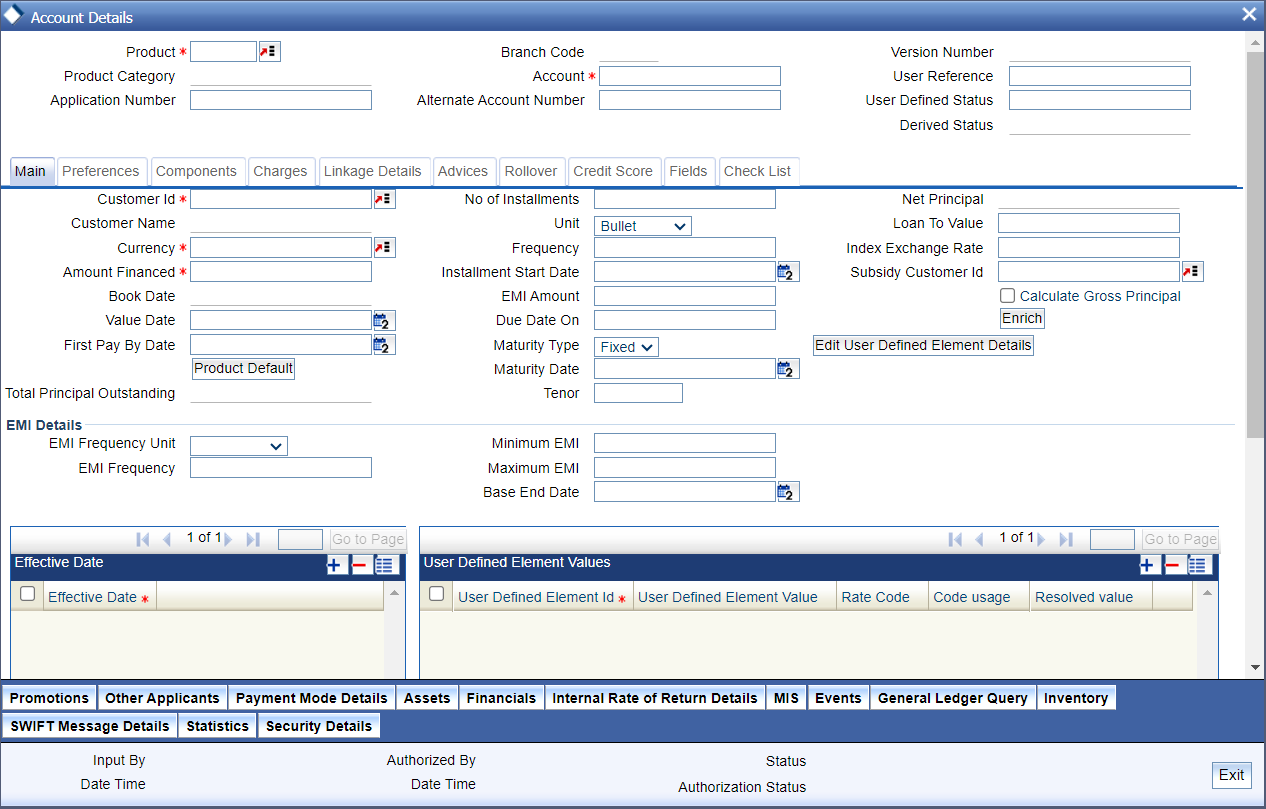 Account Details
Product * Branch Code Version Number
Product Category Account * User Reference
Application Number Alternate Account Number User Defined Status
Derived Status
Main Preferences Components Charges Linkage Details Advices Rollover Credit Score Fields Check List
Customer Id * No of Installments Net Principal
Customer Name Unit Bullet Loan To Value
Currency * Frequency Index Exchange Rate
Amount Financed * Installment Start Date Subsidy Customer Id
Book Date EMI Amount Calculate Gross Principal
Value Date Due Date On Enrich
First Pay By Date Maturity Type Fixed Edit User Defined Element Details
Product Default Maturity Date
Total Principal Outstanding Tenor
EMI Details
EMI Frequency Unit Minimum EMI
EMI Frequency Maximum EMI
Base End Date
1 of 1 Go to Page 1 of 1 Go to Page
Effective Date User Defined Element Values
Effective Date * User Defined Element Id * User Defined Element Value Rate Code Code usage Resolved value
Promotions Other Applicants Payment Mode Details Assets Financials Internal Rate of Return Details MIS Events General Ledger Query Inventory
SWIFT Message Details Statistics Security Details
Input By Authorized By Status
Date Time Date Time Authorization Status
Exit